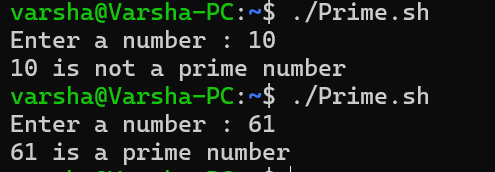 varsha@Varsha-PC:~$ ./Prime.sh
Enter a number : 10
10 is not a prime number
varsha@Varsha-PC:~$ ./Prime.sh
Enter a number : 61
61 is a prime number